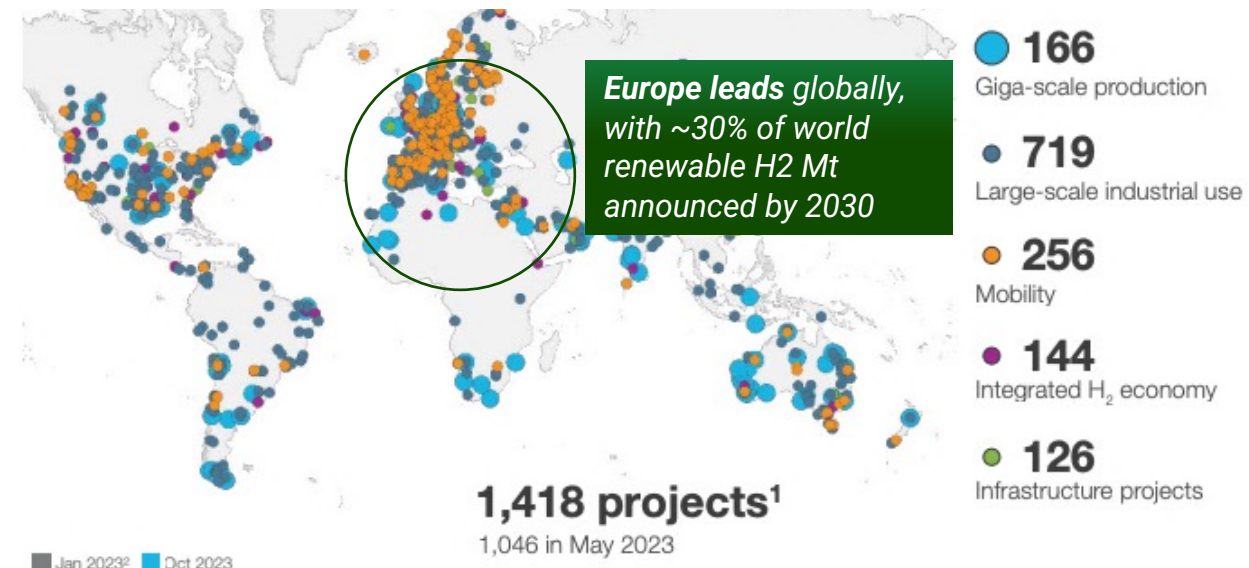 Europe leads globally,
with ~30% of world
renewable H2 Mt
announced by 2030
166
Giga-scale production
719
Large-scale industrial use
256
Mobility
144
Integrated H₂ economy
126
Infrastructure projects
1,418 projects¹
1,046 in May 2023
Jan 2023² Oct 2023